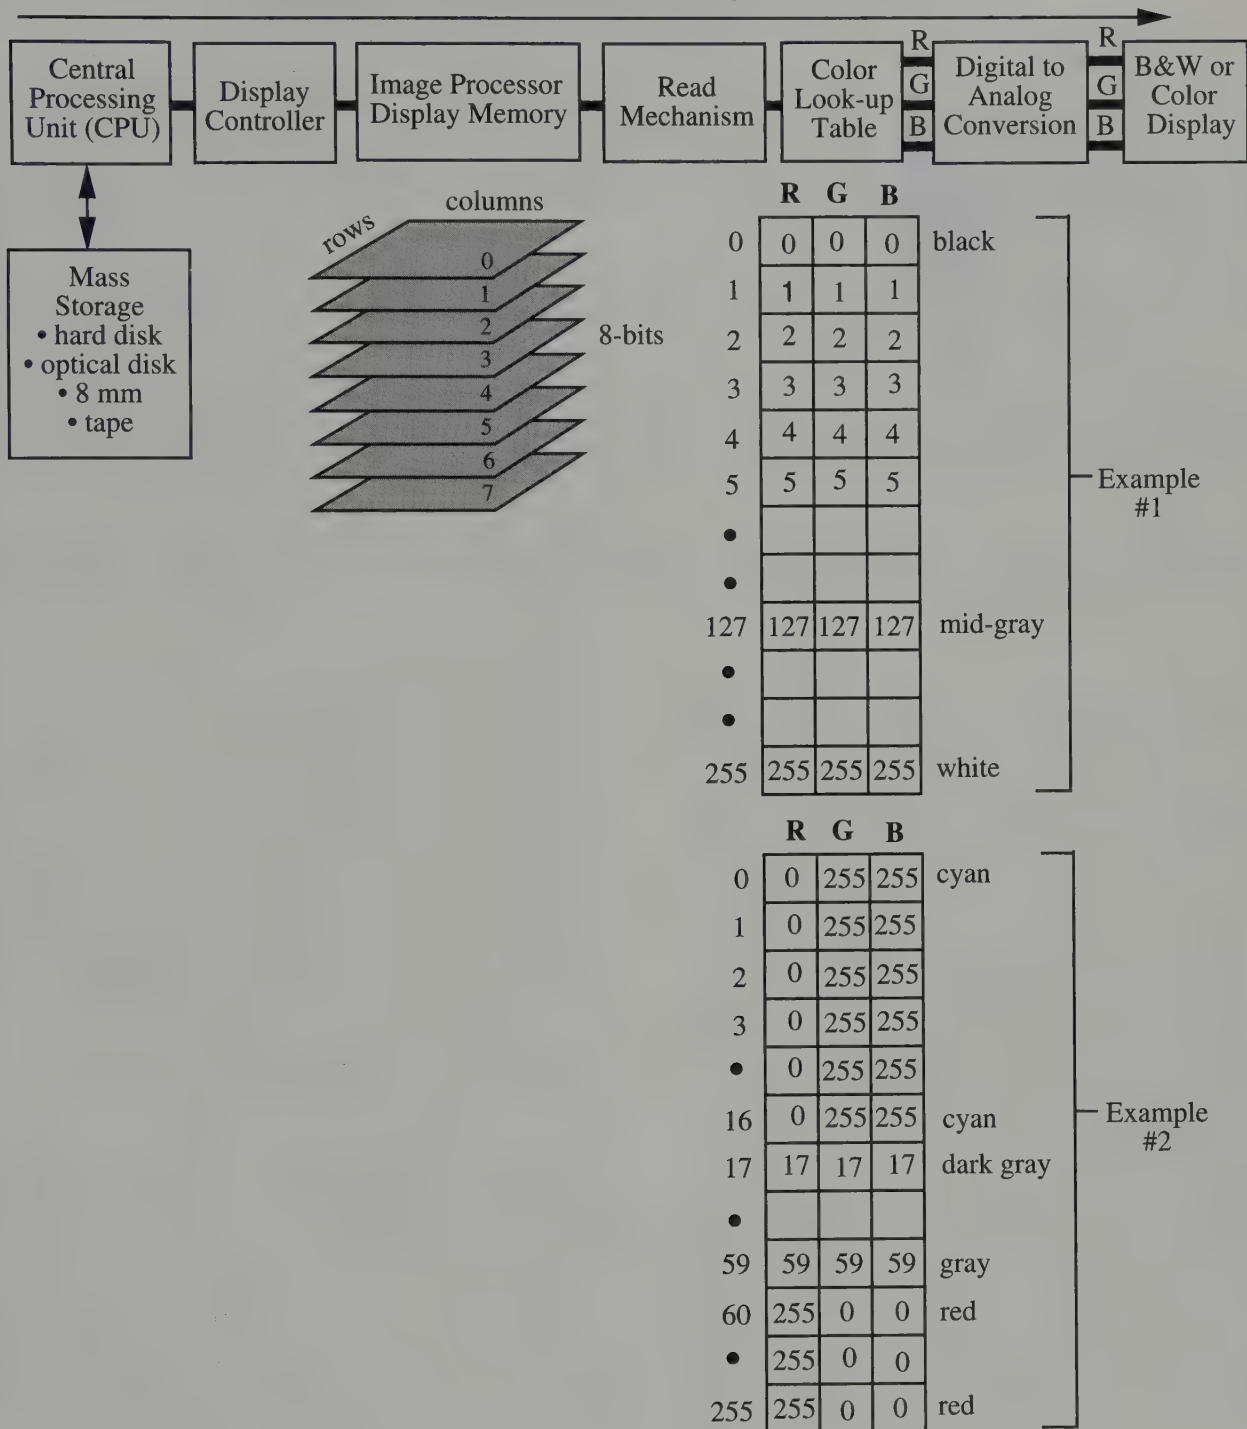 Central
Processing
Unit (CPU)
Display
Controller
Image Processor
Display Memory
Read
Mechanism
Color
Look-up
Table
R
G
B
Digital to
Analog
Conversion
R
G
B
B&W or
Color
Display
Mass
Storage
• hard disk
• optical disk
• 8 mm
• tape
rows
columns
0
1
2
3
4
5
6
7
8-bits
R G B
0 0 0 0 black
1 1 1 1
2 2 2 2
3 3 3 3
4 4 4 4
5 5 5 5
•
•
127 127 127 127 mid-gray
•
•
255 255 255 255 white
Example
#1
R G B
0 0 255 255 cyan
1 0 255 255
2 0 255 255
3 0 255 255
• 0 255 255
16 0 255 255 cyan
17 17 17 17 dark gray
•
59 59 59 59 gray
60 255 0 0 red
• 255 0 0
255 255 0 0 red
Example
#2